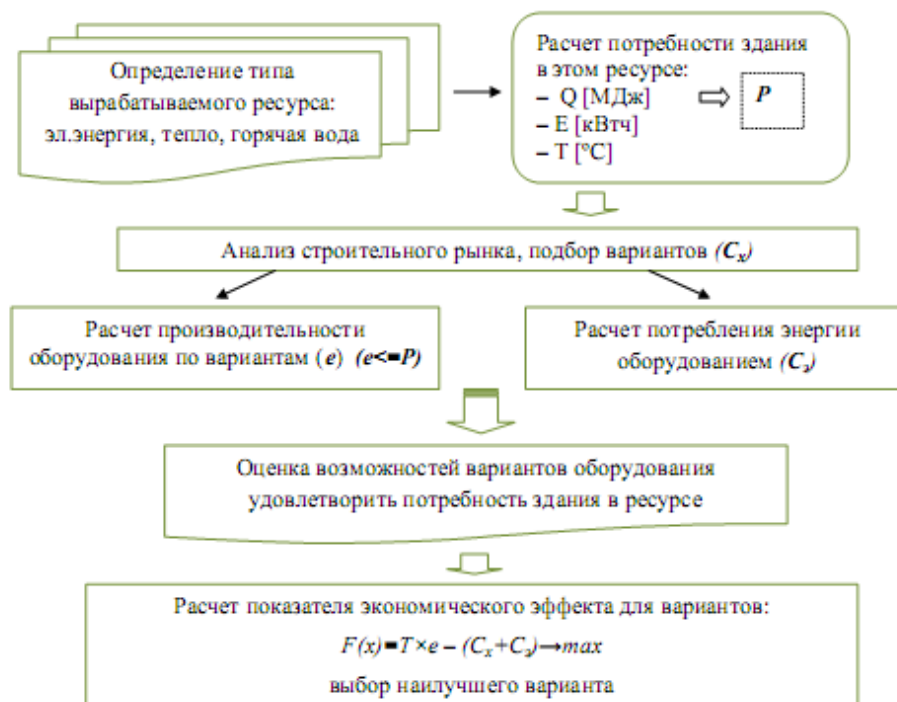 Определение типа
вырабатываемого ресурса:
эл.энергия, тепло, горячая вода
Расчет потребности здания
в этом ресурсе:
– Q [МДж]
– E [кВтч]
– T [°C]
P
Анализ строительного рынка, подбор вариантов (Cₓ)
Расчет производительности
оборудования по вариантам (e) (e<=P)
Расчет потребления энергии
оборудованием (Cэ)
Оценка возможностей вариантов оборудования
удовлетворить потребность здания в ресурсе
Расчет показателя экономического эффекта для вариантов:
F(x)=T×e – (Cₓ+Cэ)→max
выбор наилучшего варианта